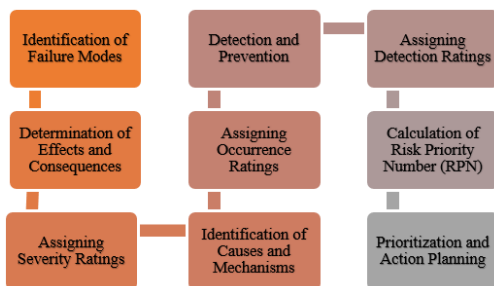 Identification of
Failure Modes
Determination of
Effects and
Consequences
Assigning
Severity Ratings
Identification of
Causes and
Mechanisms
Assigning
Occurrence
Ratings
Detection and
Prevention
Assigning
Detection Ratings
Calculation of
Risk Priority
Number (RPN)
Prioritization and
Action Planning